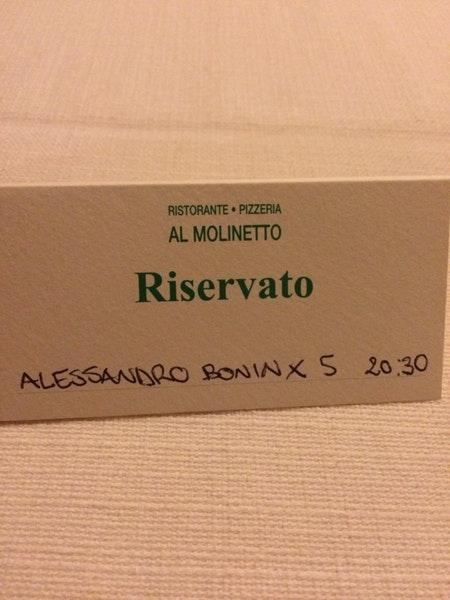 RISTORANTE • PIZZERIA
AL MOLINETTO
Riservato
ALESSANDRO BONIN X 5 20:30